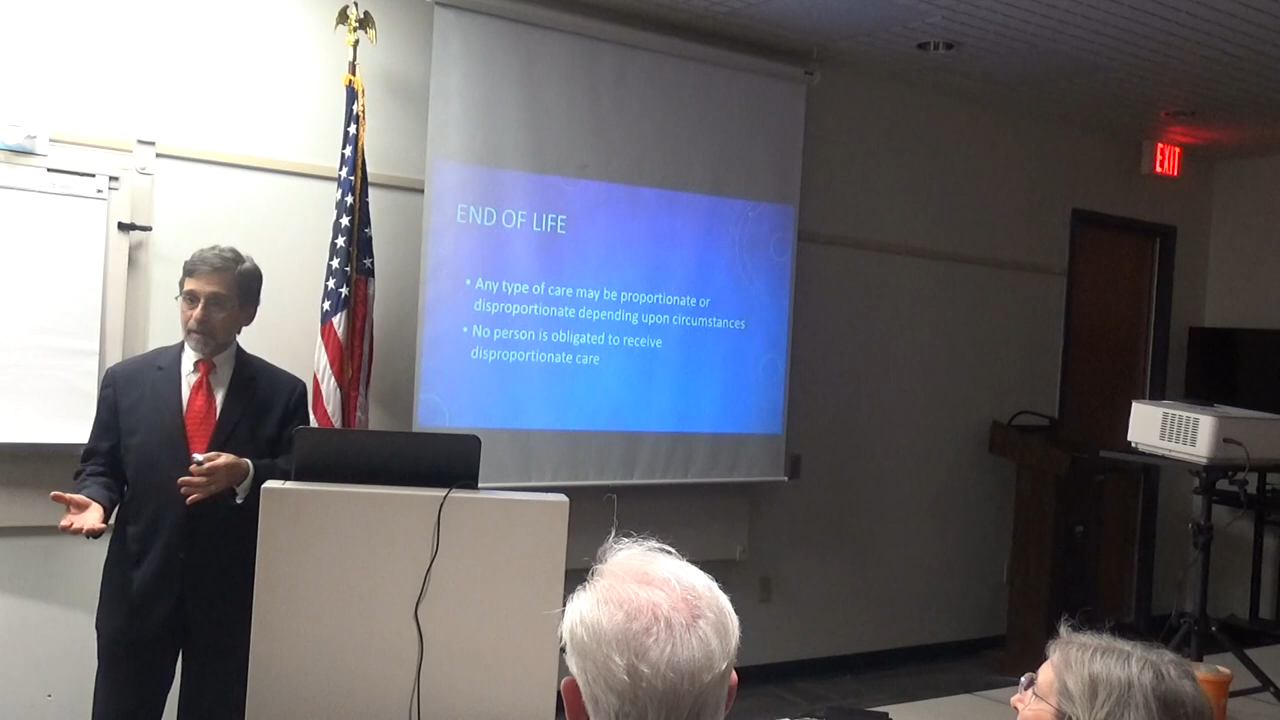 END OF LIFE
• Any type of care may be proportionate or
disproportionate depending upon circumstances
• No person is obligated to receive
disproportionate care
EXIT